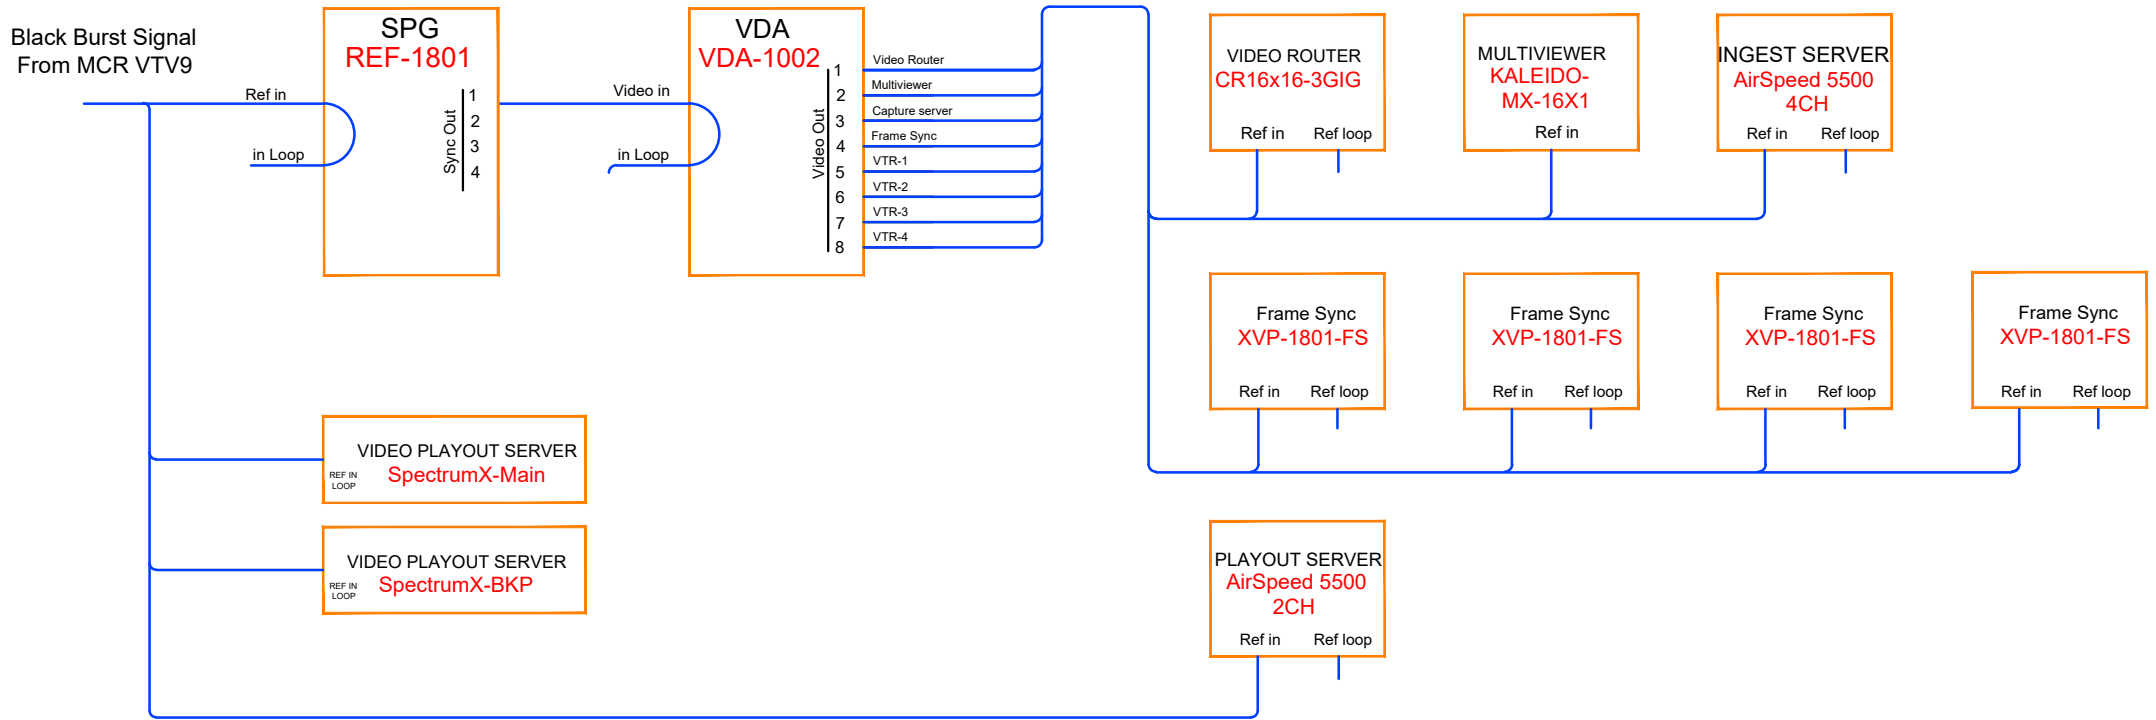 Black Burst Signal
From MCR VTV9
SPG
REF-1801
Ref in
in Loop
Sync Out
1
2
3
4
VDA
VDA-1002
Video in
in Loop
Video Out
1
2
3
4
5
6
7
8
Video Router
Multiviewer
Capture server
Frame Sync
VTR-1
VTR-2
VTR-3
VTR-4
VIDEO ROUTER
CR16x16-3GIG
Ref in
Ref loop
MULTIVIEWER
KALEIDO-
MX-16X1
Ref in
INGEST SERVER
AirSpeed 5500
4CH
Ref in
Ref loop
Frame Sync
XVP-1801-FS
Ref in
Ref loop
Frame Sync
XVP-1801-FS
Ref in
Ref loop
Frame Sync
XVP-1801-FS
Ref in
Ref loop
Frame Sync
XVP-1801-FS
Ref in
Ref loop
VIDEO PLAYOUT SERVER
SpectrumX-Main
REF IN
LOOP
VIDEO PLAYOUT SERVER
SpectrumX-BKP
REF IN
LOOP
PLAYOUT SERVER
AirSpeed 5500
2CH
Ref in
Ref loop